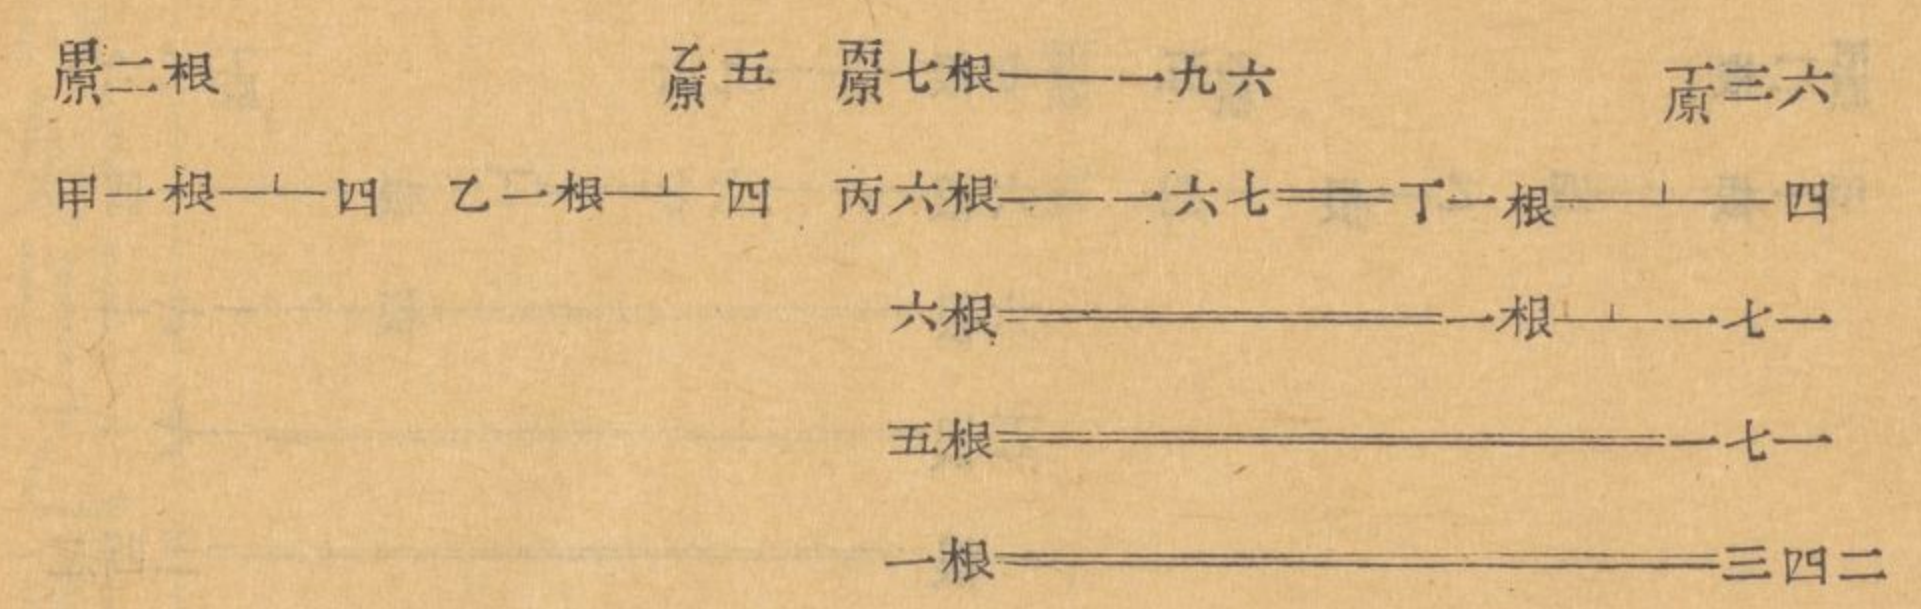 甲原二根 乙原五 丙原七根—一九六 丁原三六
甲一根⊥四 乙一根⊥四 丙六根—一六七=丁一根⊥四
六根=一根⊥一七一
五根=一七一
一根=三四二